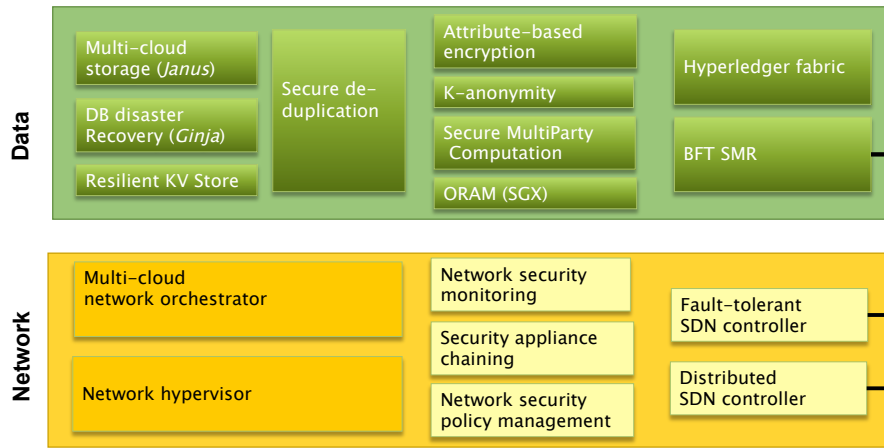 Data
Multi-cloud
storage (Janus)
DB disaster
Recovery (Ginja)
Resilient KV Store
Secure de-
duplication
Attribute-based
encryption
K-anonymity
Secure MultiParty
Computation
ORAM (SGX)
Hyperledger fabric
BFT SMR
Network
Multi-cloud
network orchestrator
Network hypervisor
Network security
monitoring
Security appliance
chaining
Network security
policy management
Fault-tolerant
SDN controller
Distributed
SDN controller